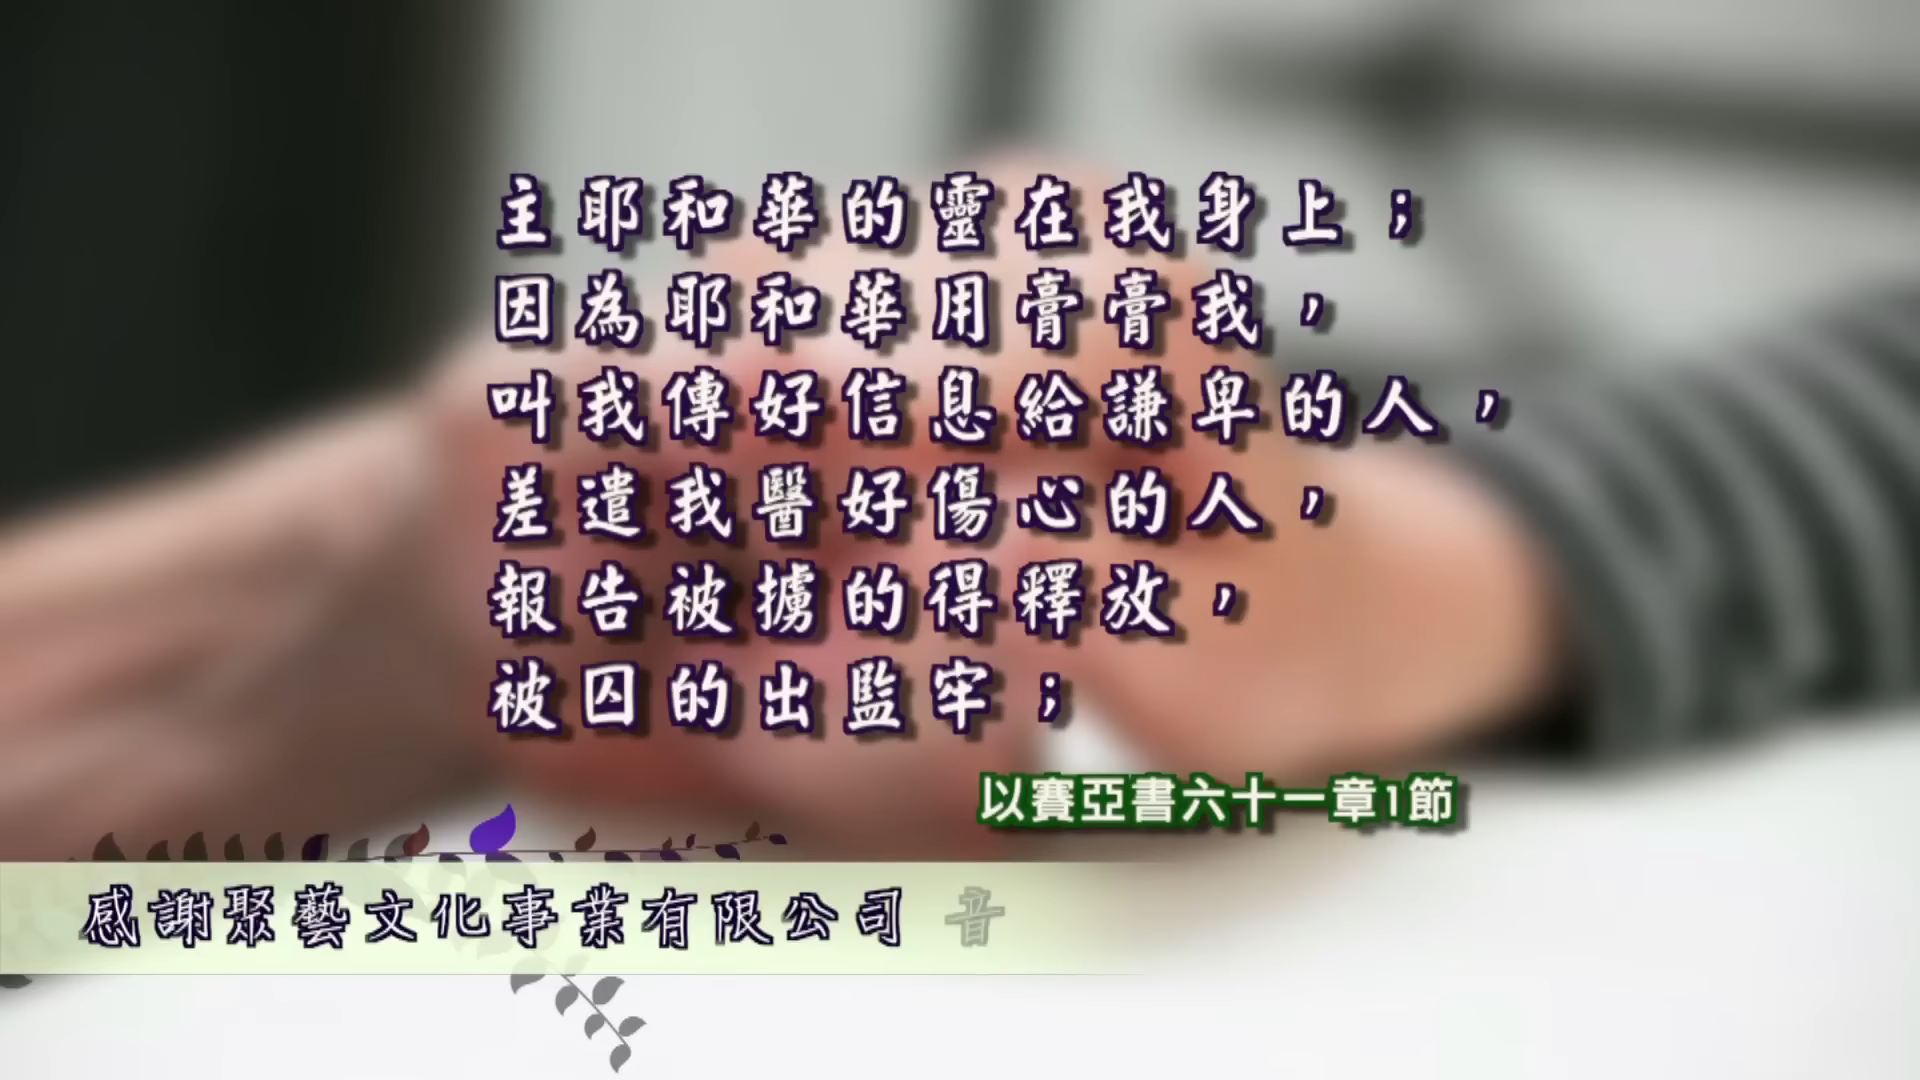 主耶和華的靈在我身上；
因為耶和華用膏膏我，
叫我傳好信息給謙卑的人，
差遣我醫好傷心的人，
報告被擄的得釋放，
被囚的出監牢；
以賽亞書六十一章1節
感謝聚藝文化事業有限公司 音